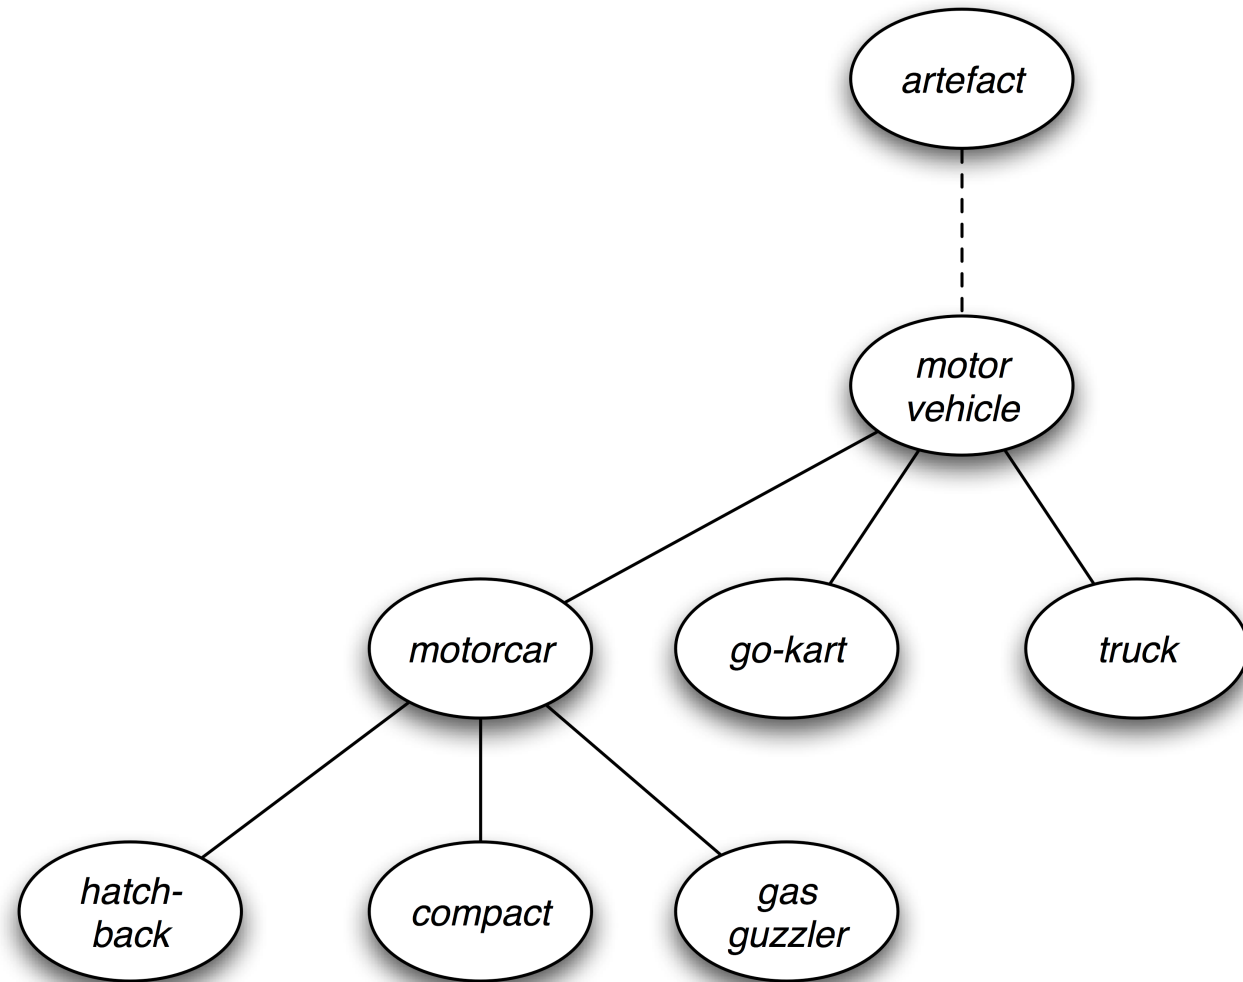 artefact
motor
vehicle
motorcar
go-kart
truck
hatch-
back
compact
gas
guzzler